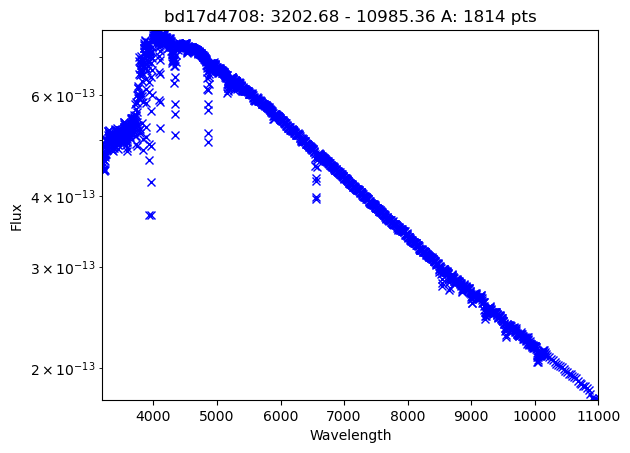 bd17d4708: 3202.68 - 10985.36 A: 1814 pts
6 × 10⁻¹³
4 × 10⁻¹³
3 × 10⁻¹³
2 × 10⁻¹³
Flux
4000 5000 6000 7000 8000 9000 10000 11000
Wavelength